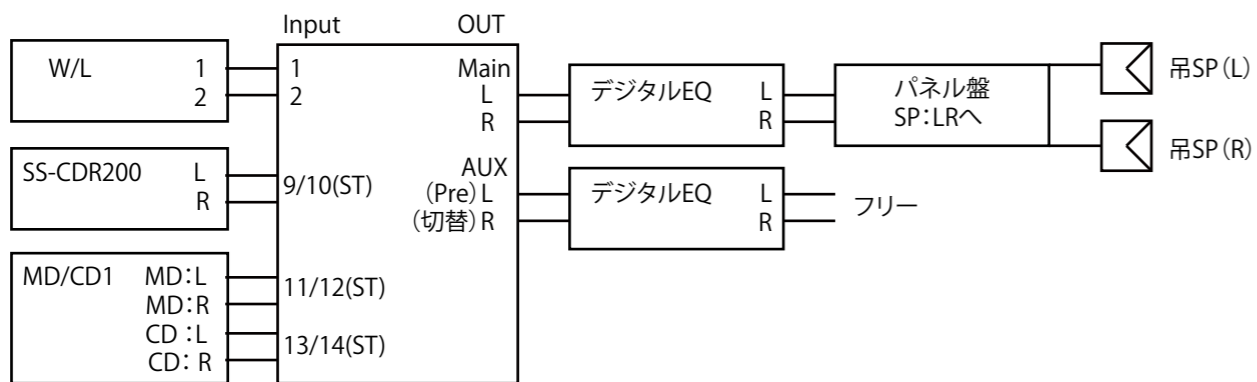 Input
OUT
W/L
1
2
SS-CDR200
L
R
MD/CD1
MD:L
MD:R
CD :L
CD: R
1
2
9/10(ST)
11/12(ST)
13/14(ST)
Main
L
R
AUX
(Pre) L
(切替) R
デジタルEQ
L
R
デジタルEQ
L
R
パネル盤
SP:LRへ
フリー
吊SP(L)
吊SP(R)